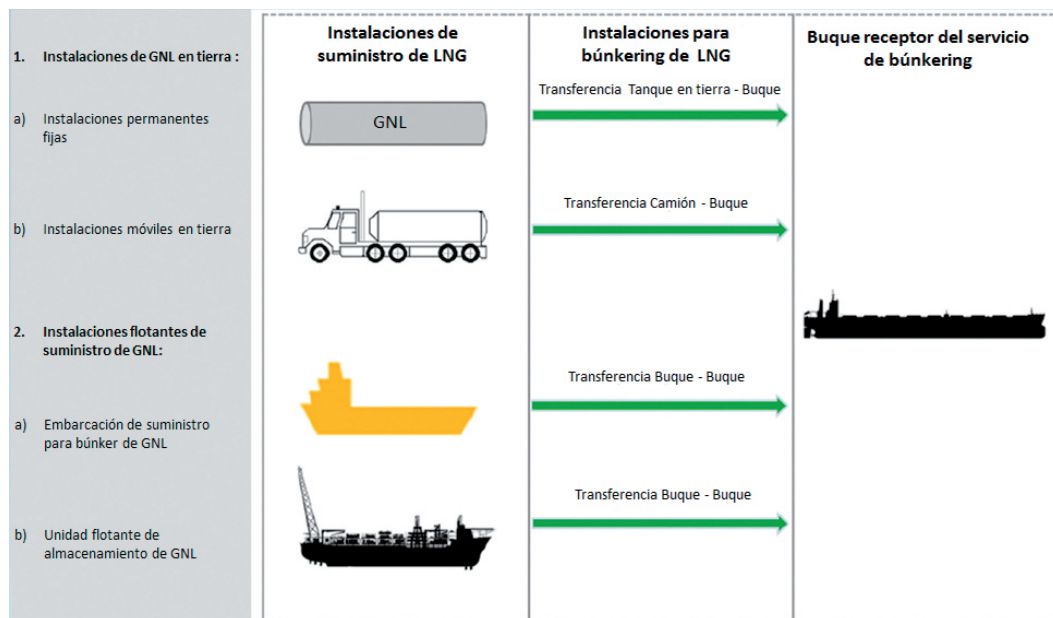 Instalaciones de
suministro de LNG
Instalaciones para
búnkering de LNG
Buque receptor del servicio
de búnkering
1. Instalaciones de GNL en tierra :
a) Instalaciones permanentes
fijas
GNL
Transferencia Tanque en tierra - Buque
b) Instalaciones móviles en tierra
Transferencia Camión - Buque
2. Instalaciones flotantes de
suministro de GNL:
a) Embarcación de suministro
para búnker de GNL
Transferencia Buque - Buque
b) Unidad flotante de
almacenamiento de GNL
Transferencia Buque - Buque